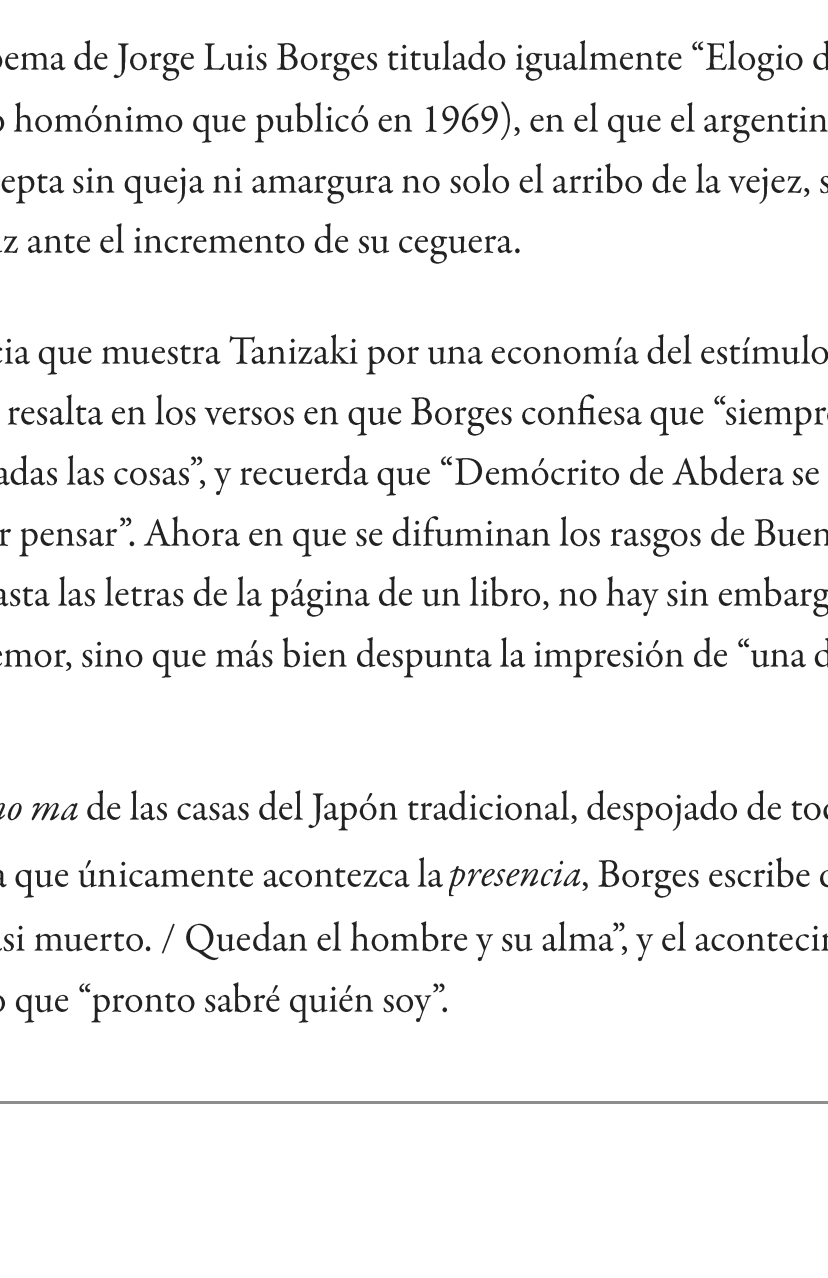 ema de Jorge Luis Borges titulado igualmente “Elogio
homónimo que publicó en 1969), en el que el argentin
epta sin queja ni amargura no solo el arribo de la vejez,
z ante el incremento de su ceguera.
cia que muestra Tanizaki por una economía del estímulo
resalta en los versos en que Borges confiesa que “siempr
adas las cosas”, y recuerda que “Demócrito de Abdera se
r pensar”. Ahora en que se difuminan los rasgos de Buen
asta las letras de la página de un libro, no hay sin embarg
emor, sino que más bien despunta la impresión de “una
no ma de las casas del Japón tradicional, despojado de to
a que únicamente acontezca la presencia, Borges escribe
asi muerto. / Quedan el hombre y su alma”, y el aconteci
o que “pronto sabré quién soy”.